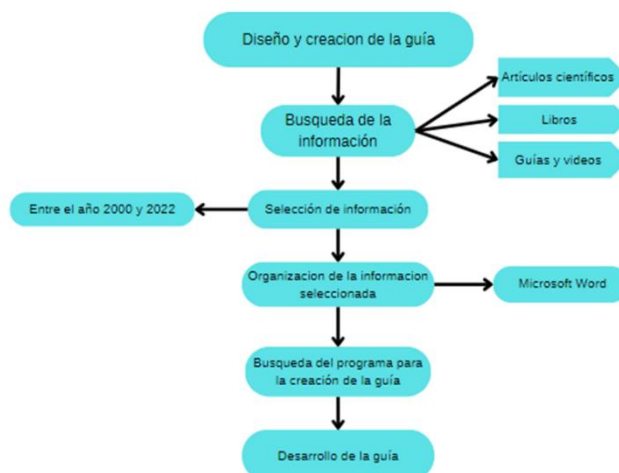 Diseño y creacion de la guía
Busqueda de la
información
Artículos científicos
Libros
Guías y videos
Entre el año 2000 y 2022
Selección de información
Organizacion de la informacion
seleccionada
Microsoft Word
Busqueda del programa para
la creación de la guía
Desarrollo de la guía